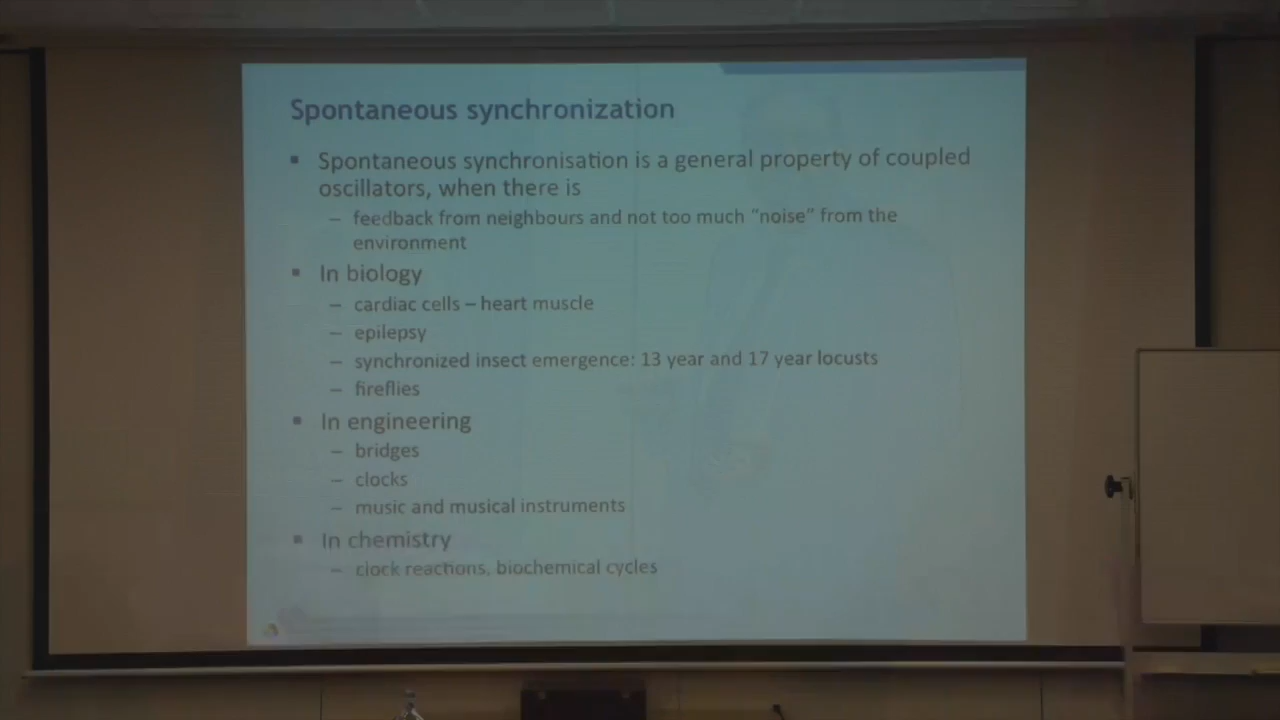 Spontaneous synchronization
▪ Spontaneous synchronisation is a general property of coupled
oscillators, when there is
– feedback from neighbours and not too much "noise" from the
environment
▪ In biology
– cardiac cells – heart muscle
– epilepsy
– synchronized insect emergence: 13 year and 17 year locusts
– fireflies
▪ In engineering
– bridges
– clocks
– music and musical instruments
▪ In chemistry
– clock reactions, biochemical cycles